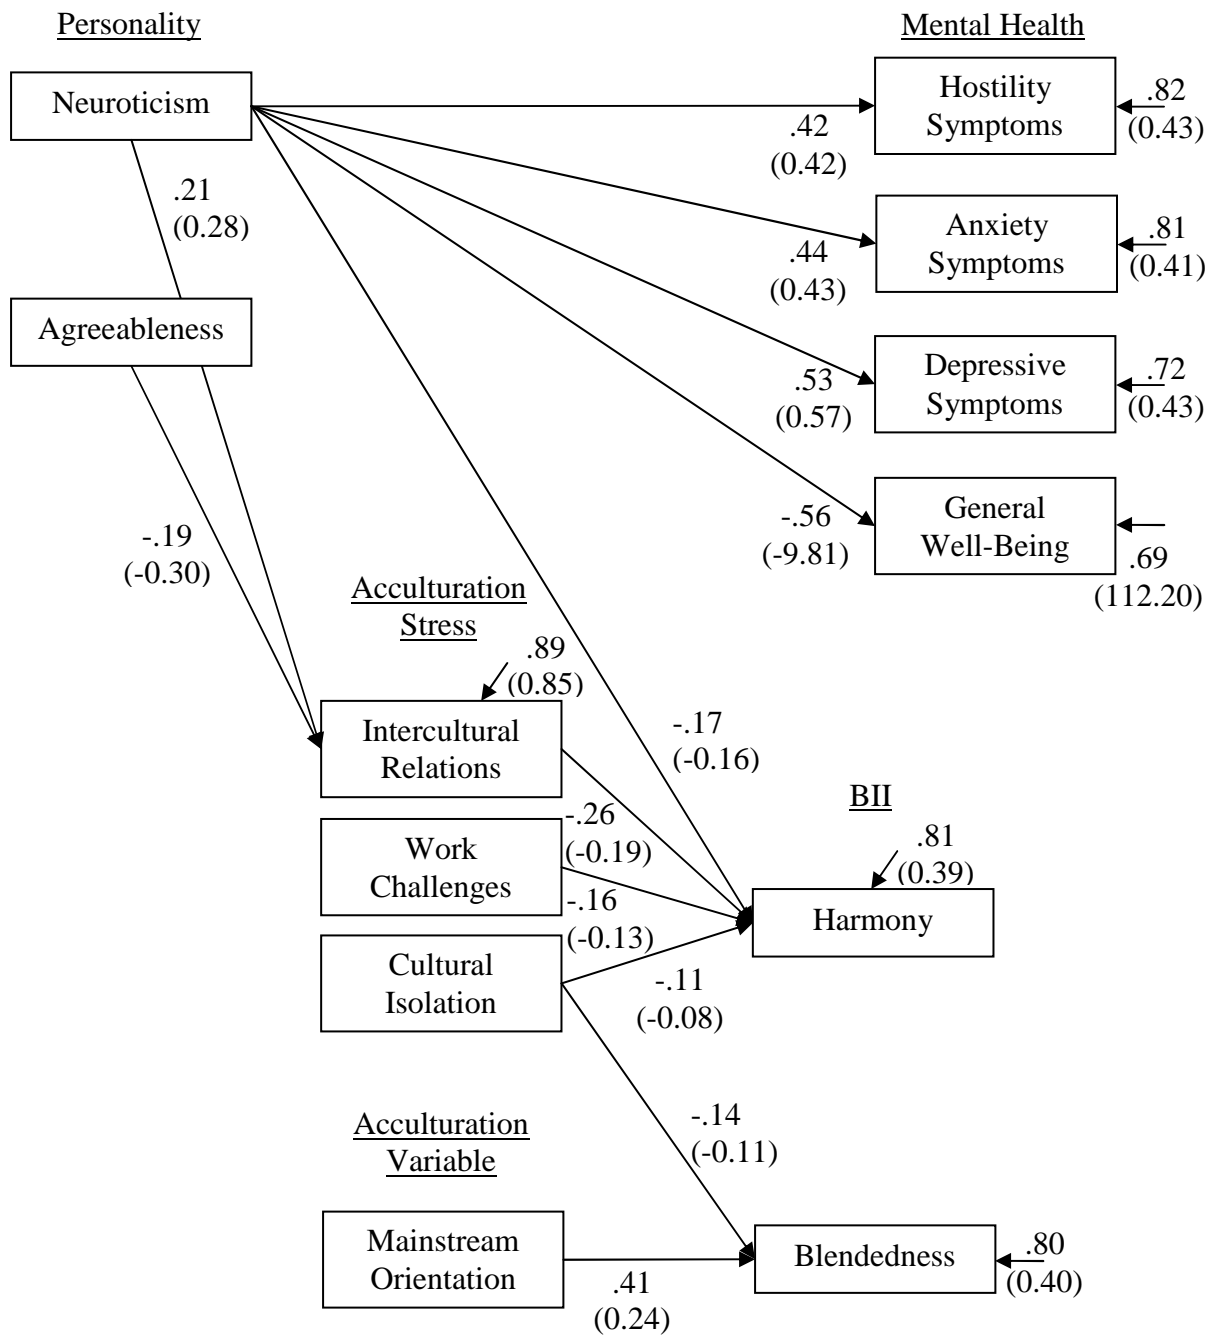 Personality
Mental Health
Neuroticism
Hostility
Symptoms
.82
(0.43)
.42
(0.42)
.21
(0.28)
Anxiety
Symptoms
.81
(0.41)
.44
(0.43)
Agreeableness
Depressive
Symptoms
.72
(0.43)
.53
(0.57)
General
Well-Being
-.56
(-9.81)
.69
(112.20)
-.19
(-0.30)
Acculturation
Stress
.89
(0.85)
Intercultural
Relations
-.17
(-0.16)
BII
-.26
(-0.19)
.81
(0.39)
Work
Challenges
Harmony
-.16
(-0.13)
Cultural
Isolation
-.11
(-0.08)
Acculturation
Variable
-.14
(-0.11)
Mainstream
Orientation
Blendedness
.80
(0.40)
.41
(0.24)